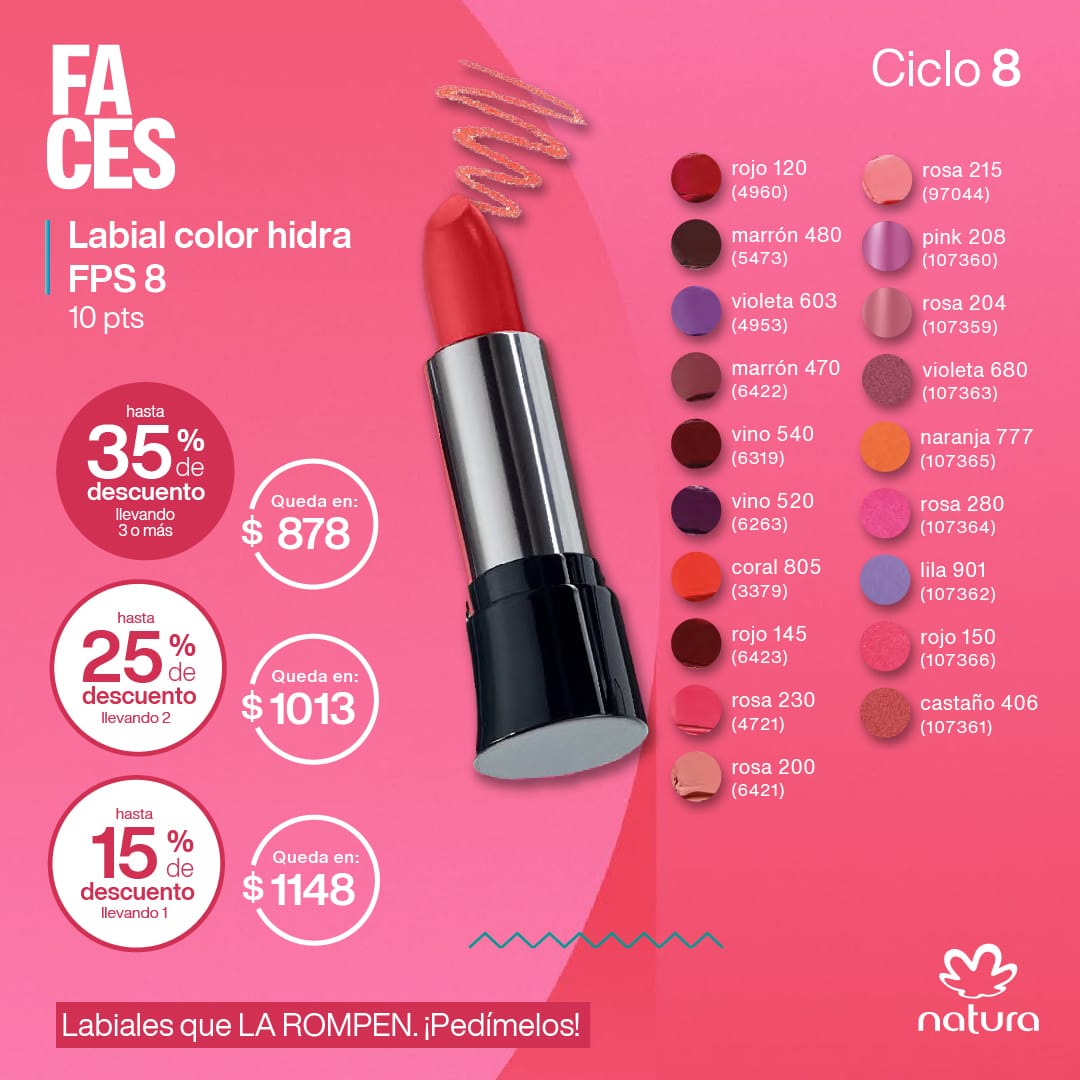 FA
CES
Labial color hidra
FPS 8
10 pts
hasta
35% de
descuento
llevando
3 o más
Queda en:
$ 878
hasta
25% de
descuento
llevando 2
Queda en:
$ 1013
hasta
15% de
descuento
llevando 1
Queda en:
$ 1148
Labiales que LA ROMPEN. ¡Pedímelos!
Ciclo 8
rojo 120
(4960)
marrón 480
(5473)
violeta 603
(4953)
marrón 470
(6422)
vino 540
(6319)
vino 520
(6263)
coral 805
(3379)
rojo 145
(6423)
rosa 230
(4721)
rosa 200
(6421)
rosa 215
(97044)
pink 208
(107360)
rosa 204
(107359)
violeta 680
(107363)
naranja 777
(107365)
rosa 280
(107364)
lila 901
(107362)
rojo 150
(107366)
castaño 406
(107361)
natura